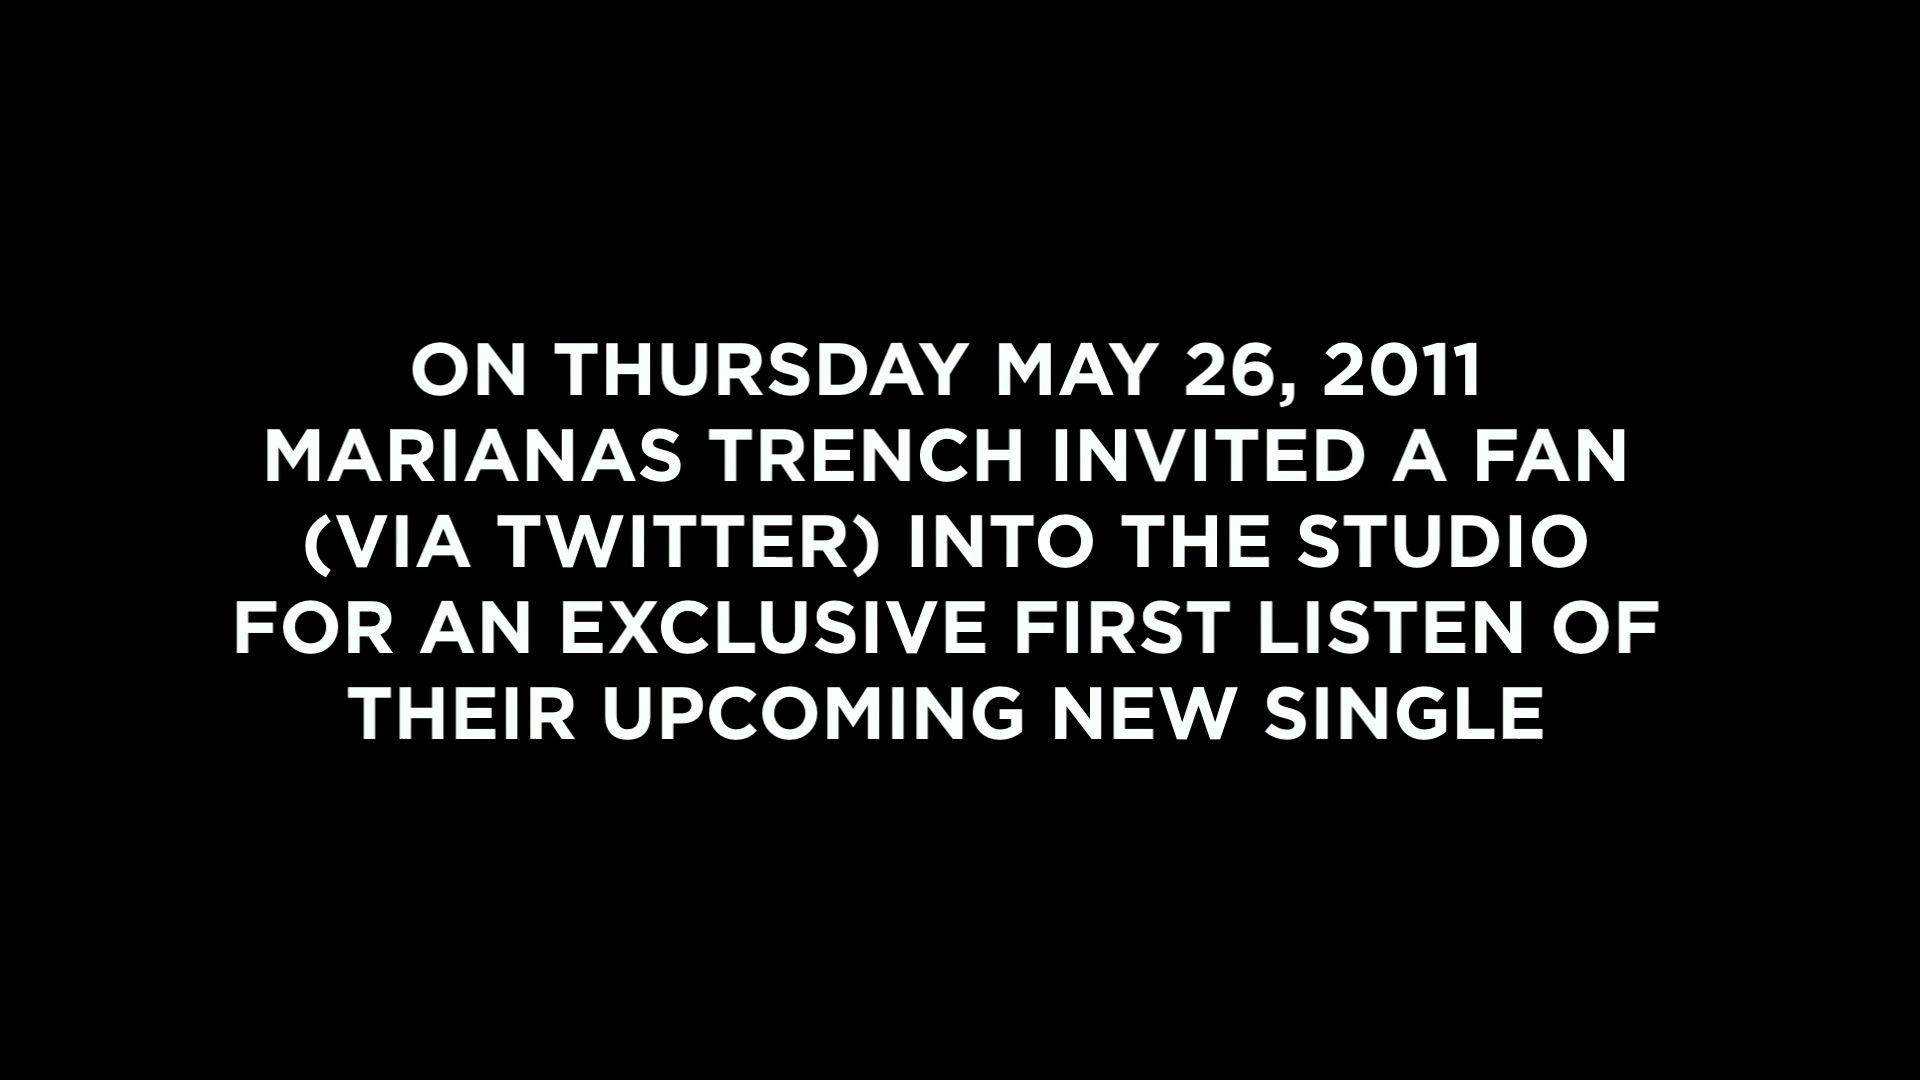 ON THURSDAY MAY 26, 2011
MARIANAS TRENCH INVITED A FAN
(VIA TWITTER) INTO THE STUDIO
FOR AN EXCLUSIVE FIRST LISTEN OF
THEIR UPCOMING NEW SINGLE